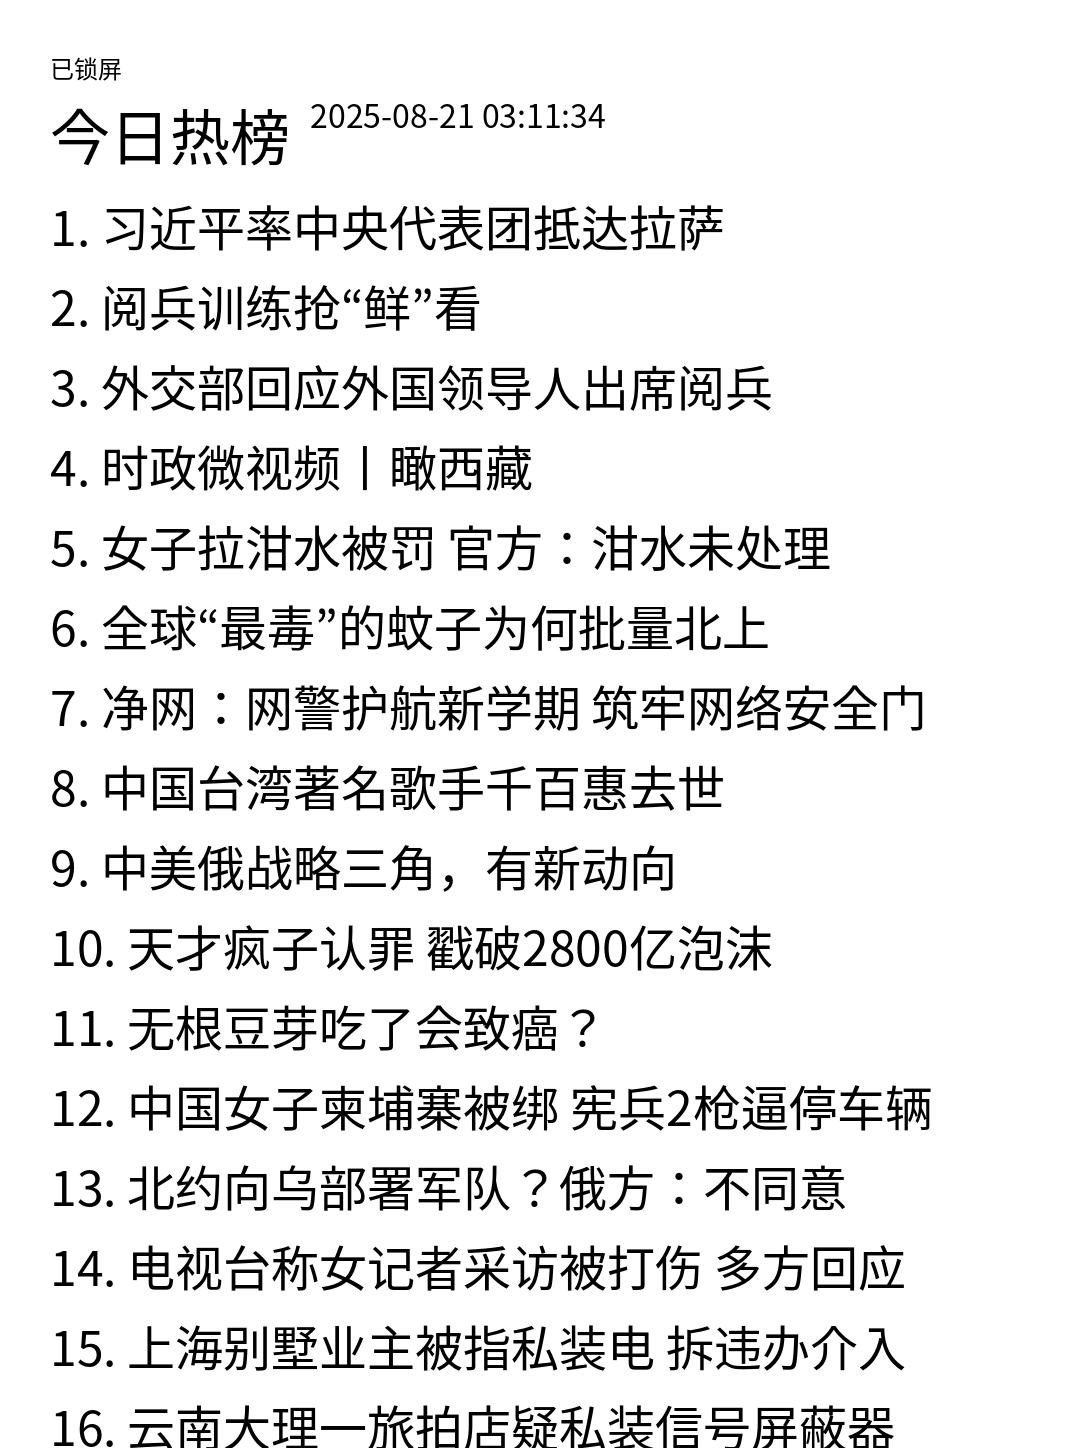 已锁屏
今日热榜 2025-08-21 03:11:34
1. 习近平率中央代表团抵达拉萨
2. 阅兵训练抢“鲜”看
3. 外交部回应外国领导人出席阅兵
4. 时政微视频丨瞰西藏
5. 女子拉泔水被罚 官方：泔水未处理
6. 全球“最毒”的蚊子为何批量北上
7. 净网：网警护航新学期 筑牢网络安全门
8. 中国台湾著名歌手千百惠去世
9. 中美俄战略三角，有新动向
10. 天才疯子认罪 戳破2800亿泡沫
11. 无根豆芽吃了会致癌？
12. 中国女子柬埔寨被绑 宪兵2枪逼停车辆
13. 北约向乌部署军队？俄方：不同意
14. 电视台称女记者采访被打伤 多方回应
15. 上海别墅业主被指私装电 拆违办介入
16. 云南大理一旅拍店疑私装信号屏蔽器